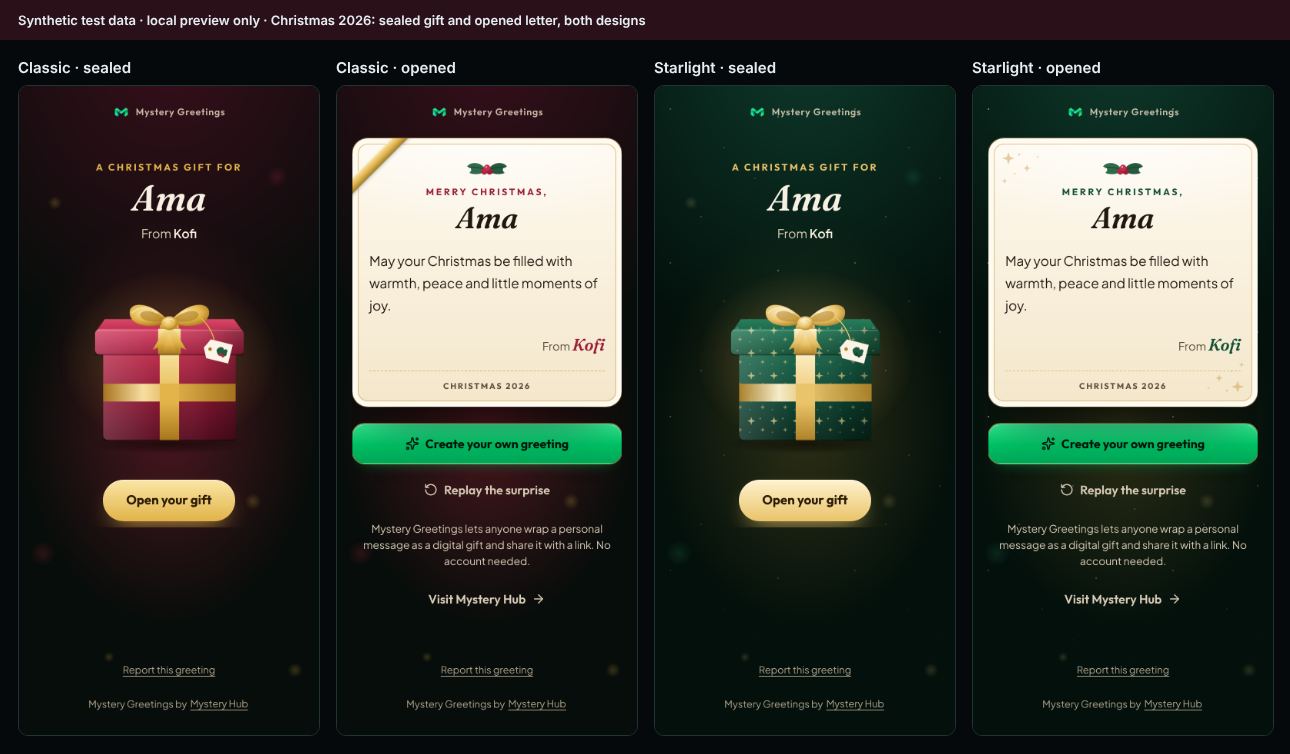 Synthetic test data · local preview only · Christmas 2026: sealed gift and opened letter, both designs
Classic · sealed
Mystery Greetings
A CHRISTMAS GIFT FOR
Ama
From Kofi
Open your gift
Report this greeting
Mystery Greetings by Mystery Hub
Classic · opened
Mystery Greetings
MERRY CHRISTMAS,
Ama
May your Christmas be filled with
warmth, peace and little moments of
joy.
From Kofi
CHRISTMAS 2026
Create your own greeting
Replay the surprise
Mystery Greetings lets anyone wrap a personal
message as a digital gift and share it with a link. No
account needed.
Visit Mystery Hub
Report this greeting
Mystery Greetings by Mystery Hub
Starlight · sealed
Mystery Greetings
A CHRISTMAS GIFT FOR
Ama
From Kofi
Open your gift
Report this greeting
Mystery Greetings by Mystery Hub
Starlight · opened
Mystery Greetings
MERRY CHRISTMAS,
Ama
May your Christmas be filled with
warmth, peace and little moments of
joy.
From Kofi
CHRISTMAS 2026
Create your own greeting
Replay the surprise
Mystery Greetings lets anyone wrap a personal
message as a digital gift and share it with a link. No
account needed.
Visit Mystery Hub
Report this greeting
Mystery Greetings by Mystery Hub